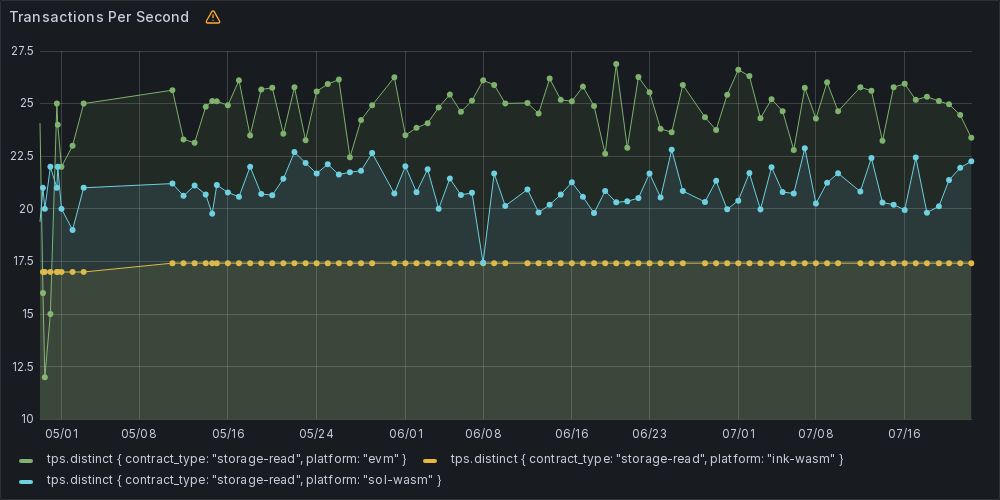 Transactions Per Second
27.5
25
22.5
20
17.5
15
12.5
10
05/01 05/08 05/16 05/24 06/01 06/08 06/16 06/23 07/01 07/08 07/16
tps.distinct { contract_type: "storage-read", platform: "evm" } tps.distinct { contract_type: "storage-read", platform: "ink-wasm" }
tps.distinct { contract_type: "storage-read", platform: "sol-wasm" }